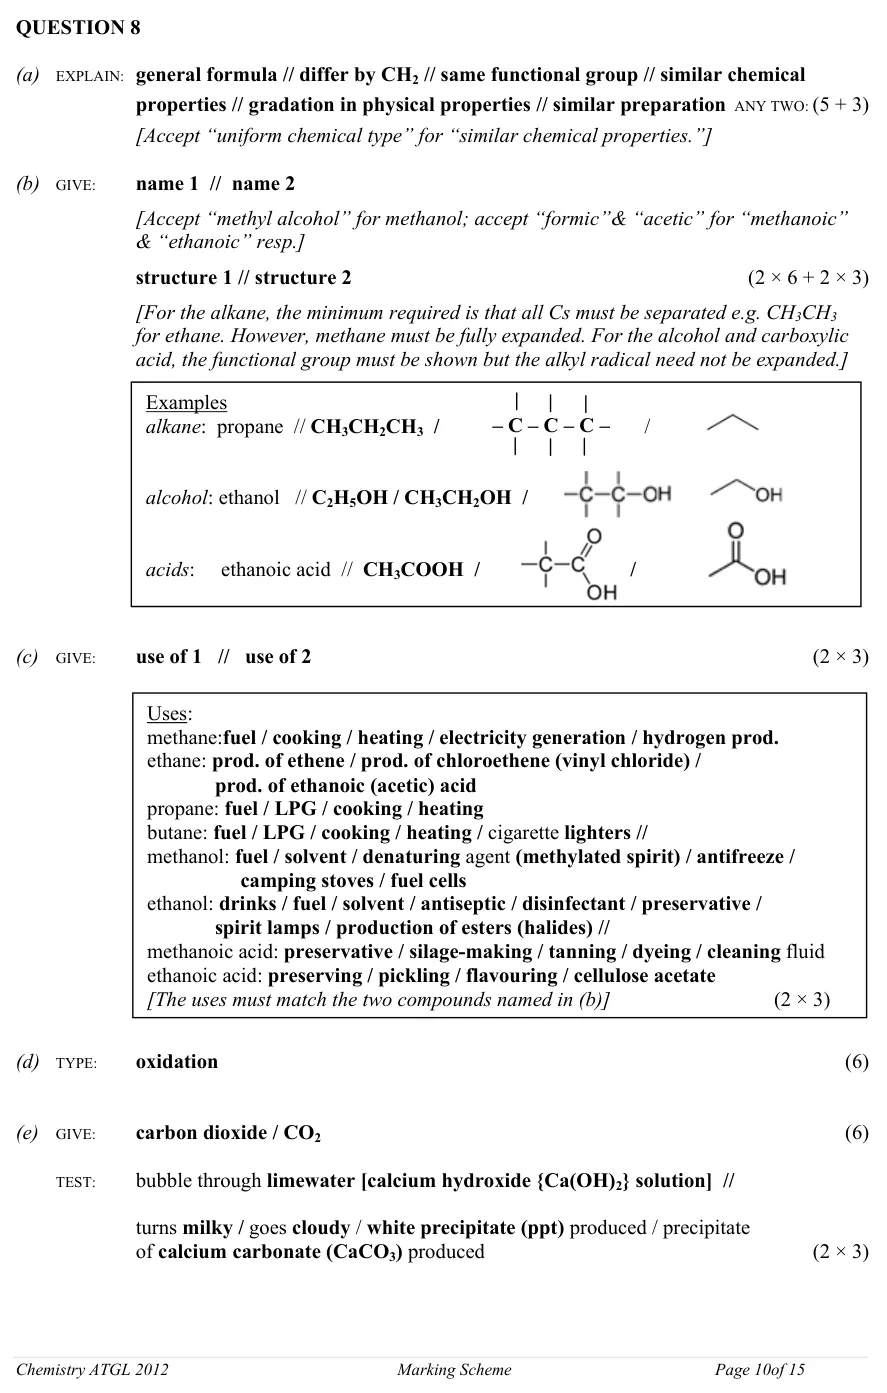 QUESTION 8
(a) EXPLAIN: general formula // differ by CH₂ // same functional group // similar chemical
properties // gradation in physical properties // similar preparation ANY TWO: (5 + 3)
[Accept “uniform chemical type” for “similar chemical properties.”]
(b) GIVE: name 1 // name 2
[Accept “methyl alcohol” for methanol; accept “formic”& “acetic” for “methanoic”
& “ethanoic” resp.]
structure 1 // structure 2 (2 × 6 + 2 × 3)
[For the alkane, the minimum required is that all Cs must be separated e.g. CH₃CH₃
for ethane. However, methane must be fully expanded. For the alcohol and carboxylic
acid, the functional group must be shown but the alkyl radical need not be expanded.]
Examples
alkane: propane // CH₃CH₂CH₃ / – C – C – C – /
alcohol: ethanol // C₂H₅OH / CH₃CH₂OH / –C–C–OH OH
acids: ethanoic acid // CH₃COOH / –C–C O OH / O OH
(c) GIVE: use of 1 // use of 2 (2 × 3)
Uses:
methane:fuel / cooking / heating / electricity generation / hydrogen prod.
ethane: prod. of ethene / prod. of chloroethene (vinyl chloride) /
prod. of ethanoic (acetic) acid
propane: fuel / LPG / cooking / heating
butane: fuel / LPG / cooking / heating / cigarette lighters //
methanol: fuel / solvent / denaturing agent (methylated spirit) / antifreeze /
camping stoves / fuel cells
ethanol: drinks / fuel / solvent / antiseptic / disinfectant / preservative /
spirit lamps / production of esters (halides) //
methanoic acid: preservative / silage-making / tanning / dyeing / cleaning fluid
ethanoic acid: preserving / pickling / flavouring / cellulose acetate
[The uses must match the two compounds named in (b)] (2 × 3)
(d) TYPE: oxidation (6)
(e) GIVE: carbon dioxide / CO₂ (6)
TEST: bubble through limewater [calcium hydroxide {Ca(OH)₂} solution] //
turns milky / goes cloudy / white precipitate (ppt) produced / precipitate
of calcium carbonate (CaCO₃) produced (2 × 3)
Chemistry ATGL 2012 Marking Scheme Page 10of 15